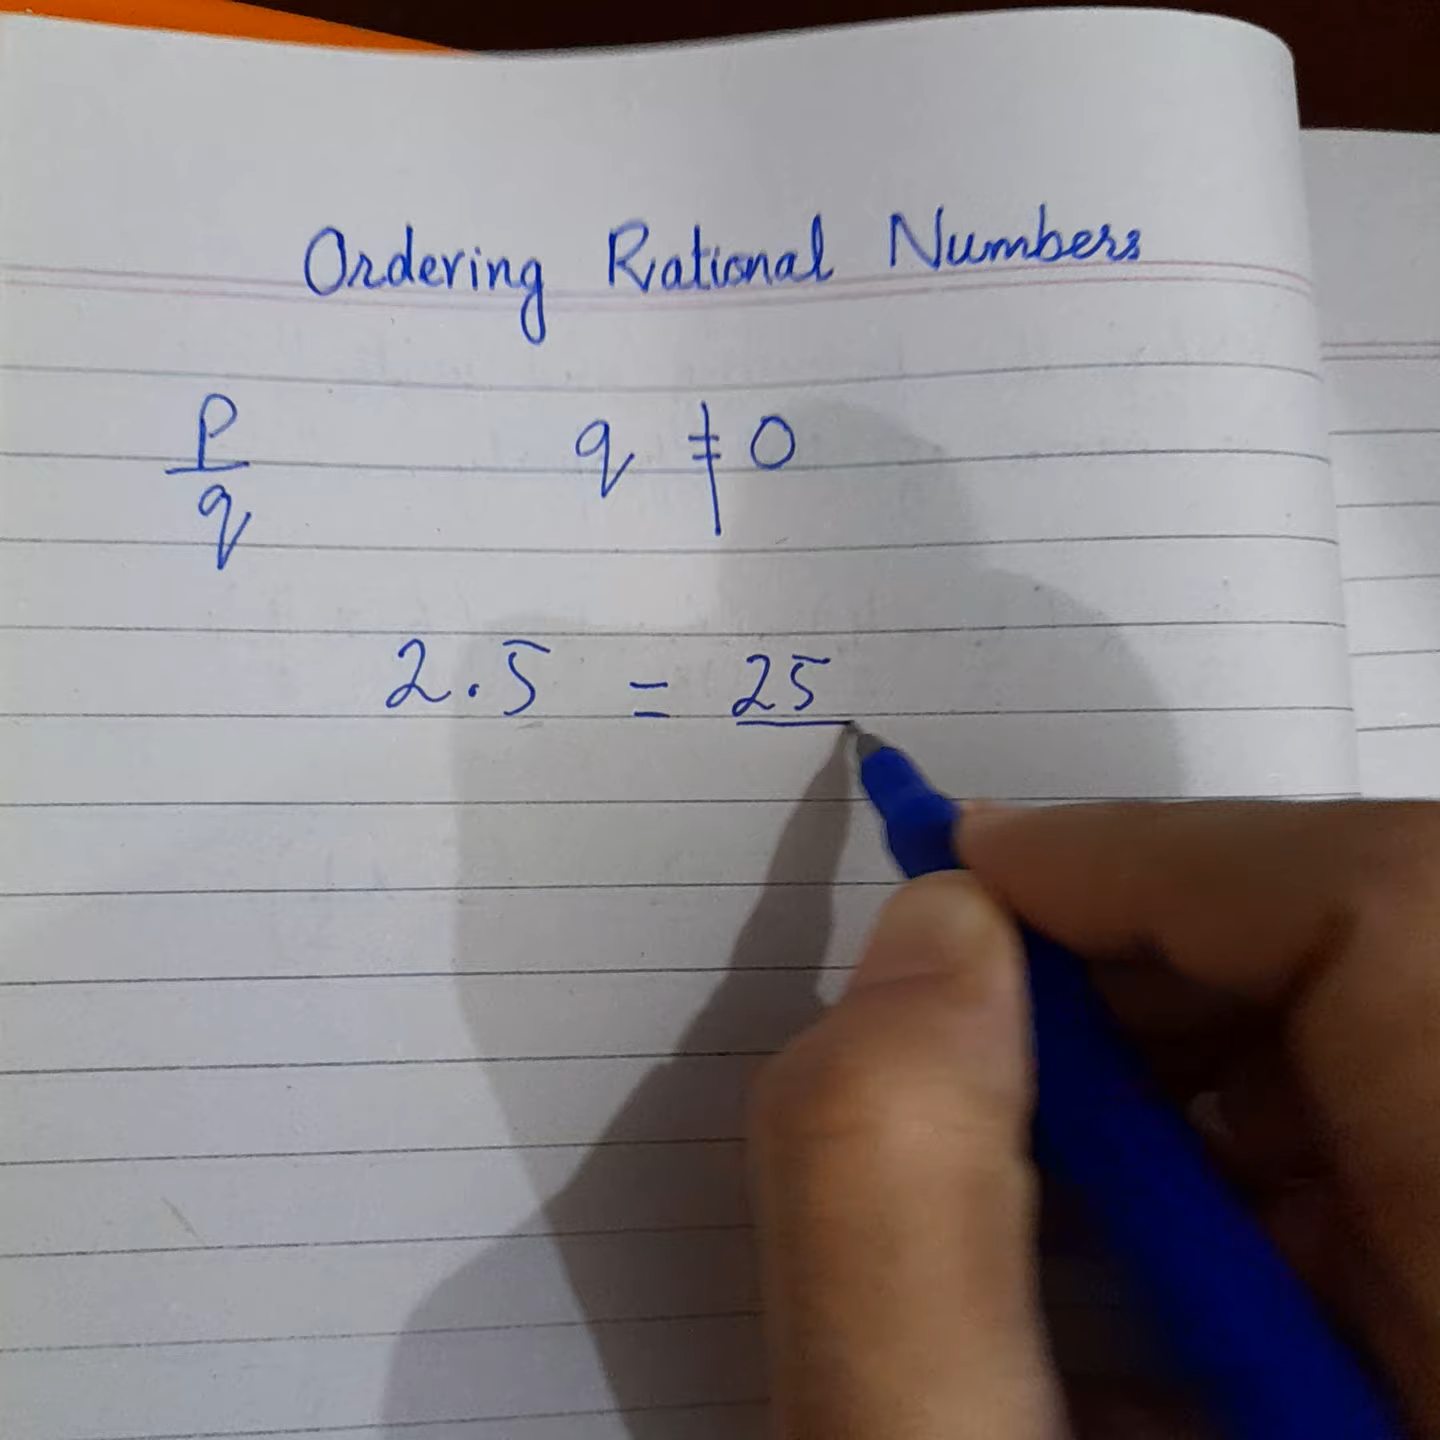 Ordering Rational Numbers
p/q q ≠ 0
2.5 = 25